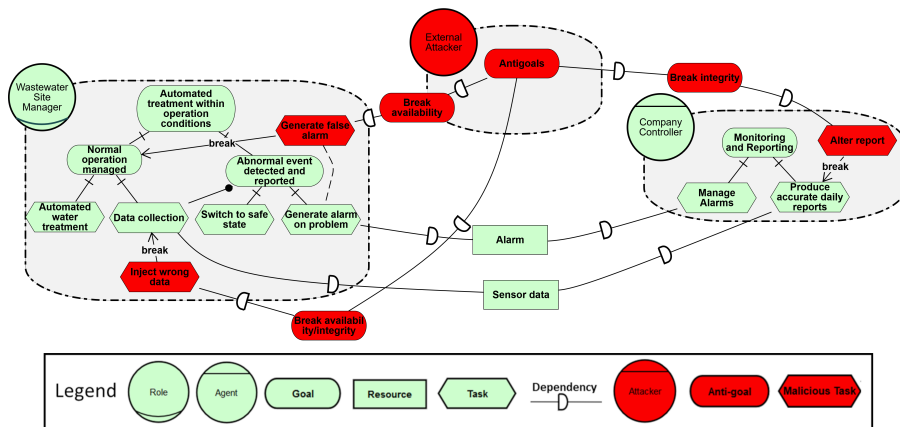 External
Attacker
Antigoals
Break integrity
Wastewater
Site
Manager
Automated
treatment within
operation
conditions
Break
availability
Generate false
alarm
break
Company
Controller
Monitoring
and Reporting
Alter report
break
Normal
operation
managed
Abnormal event
detected and
reported
Manage
Alarms
Produce
accurate daily
reports
Automated
water
treatment
Data collection
Switch to safe
state
Generate alarm
on problem
Alarm
break
Inject wrong
data
Sensor data
Break availabil
ity/integrity
Legend
Role
Agent
Goal
Resource
Task
Dependency
Attacker
Anti-goal
Malicious Task